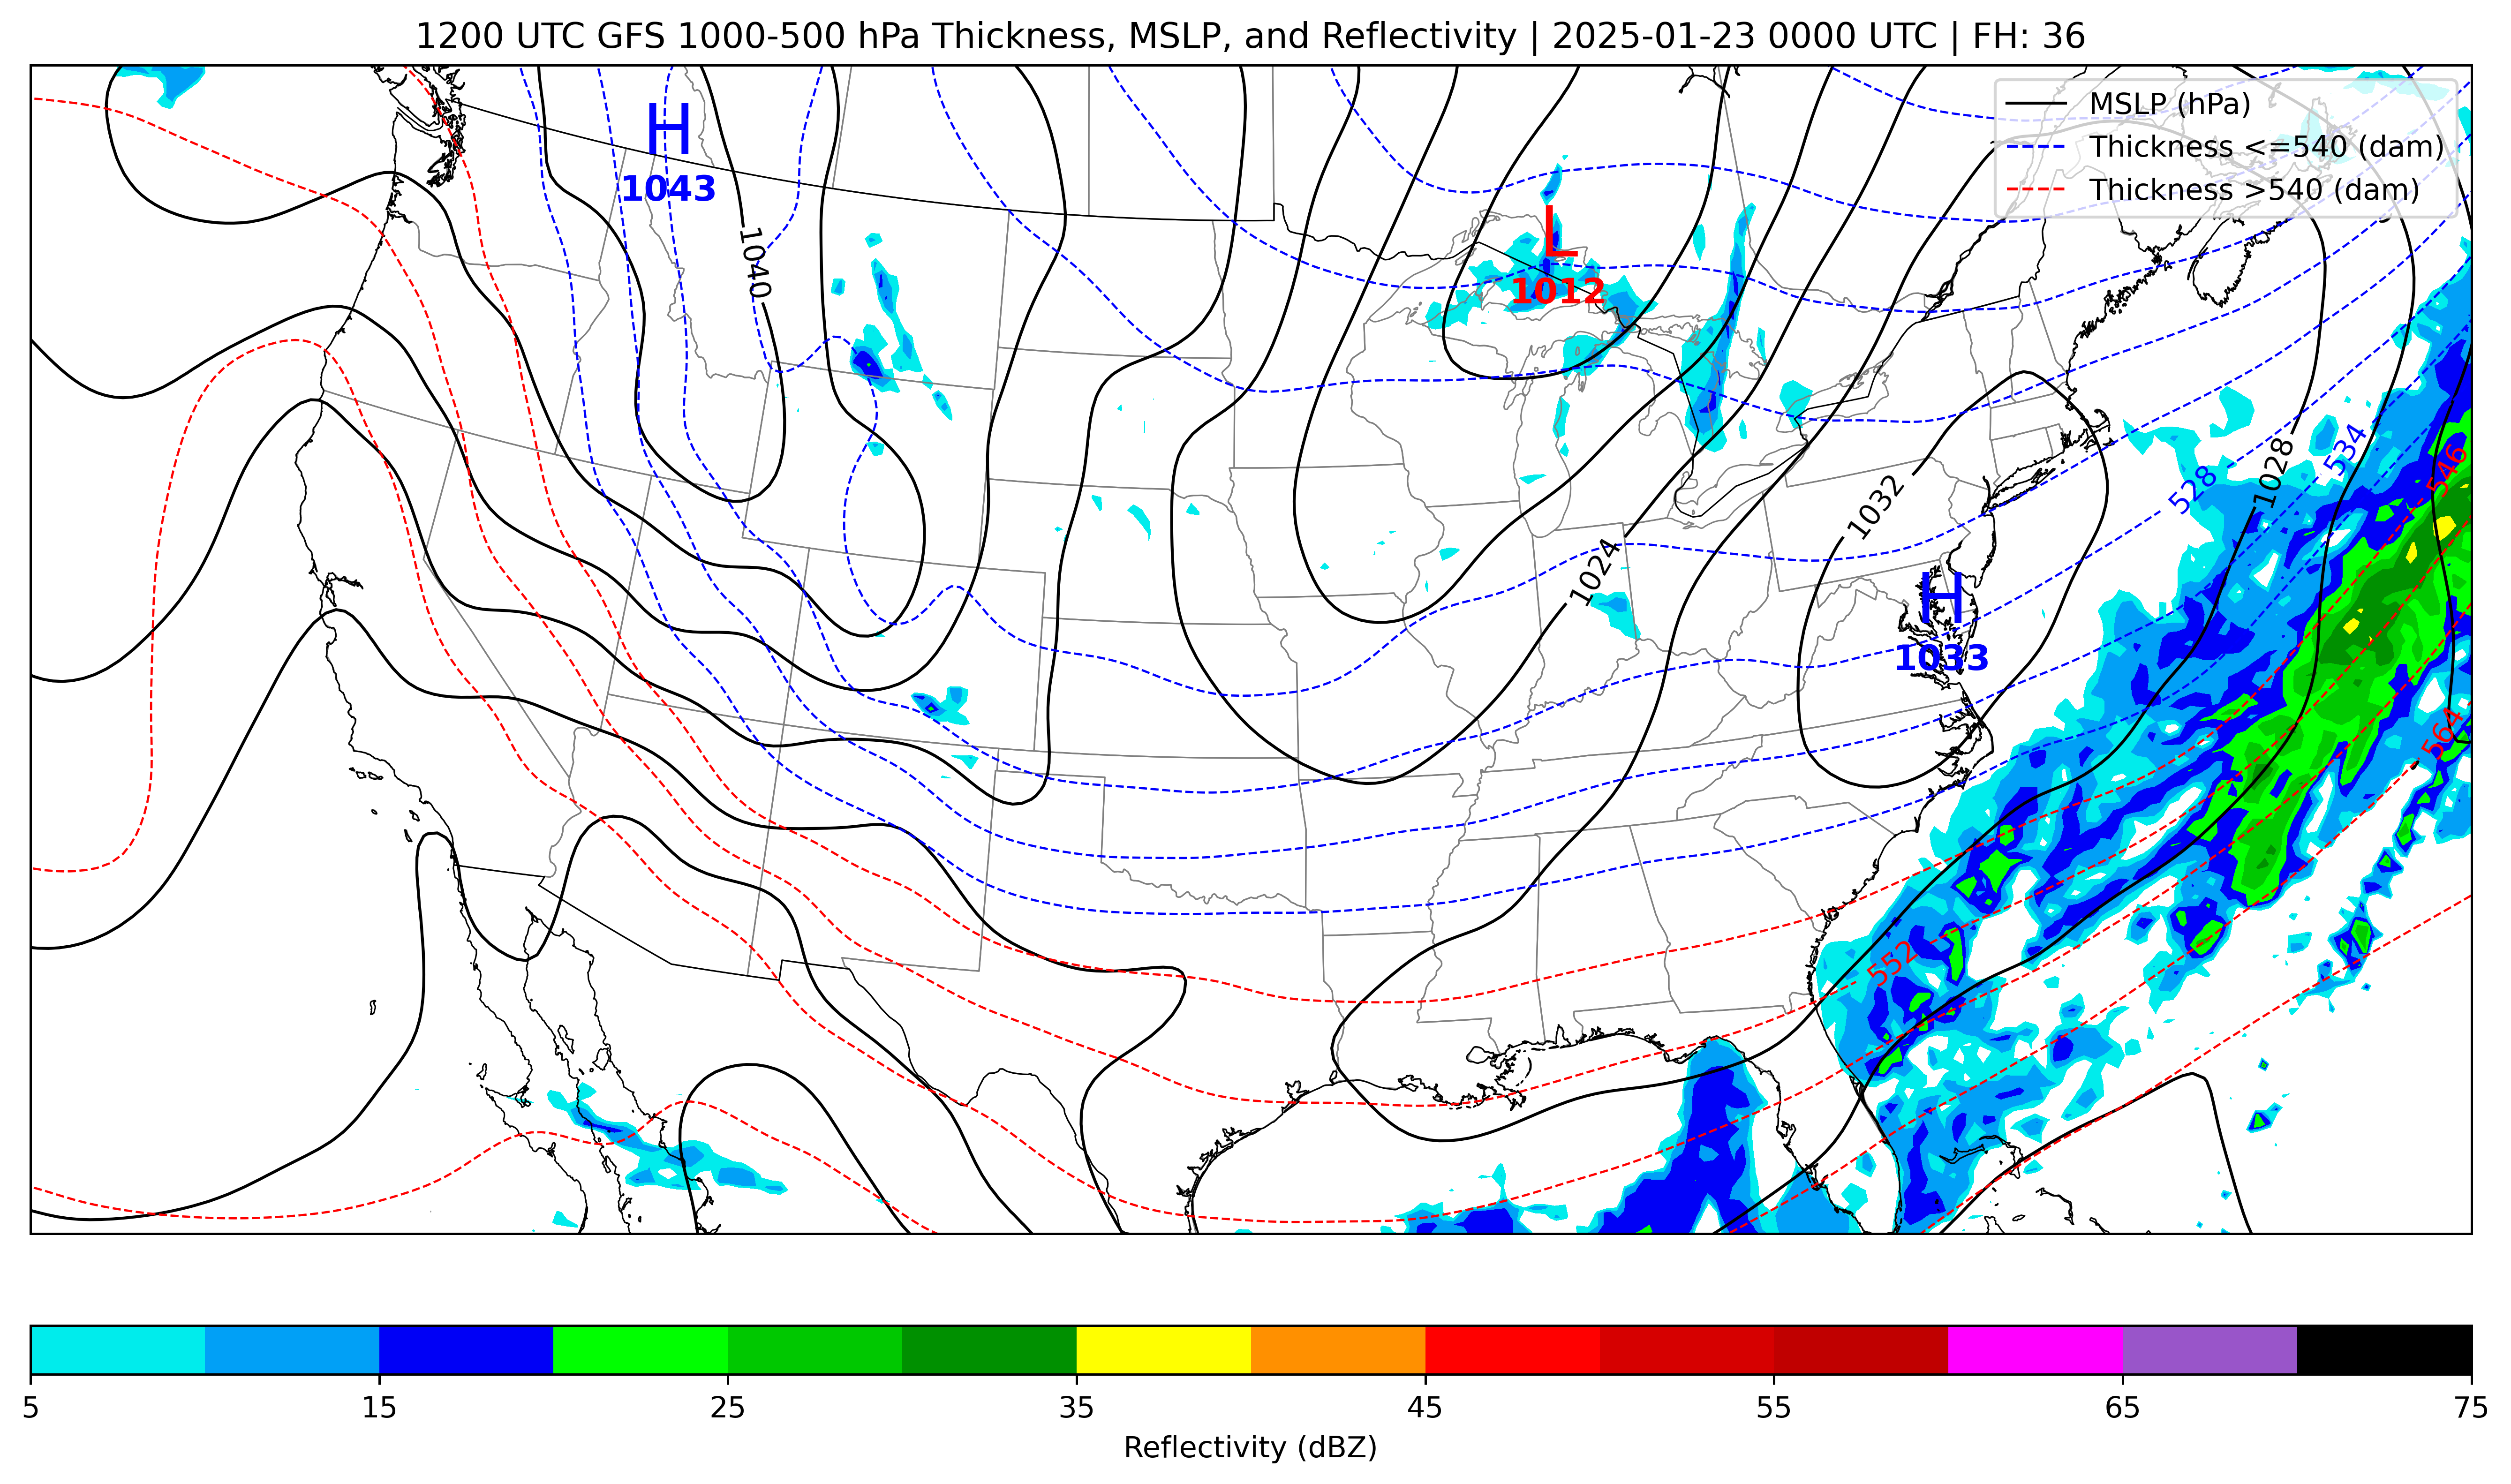 1200 UTC GFS 1000-500 hPa Thickness, MSLP, and Reflectivity | 2025-01-23 0000 UTC | FH: 36
MSLP (hPa)
Thickness <=540 (dam)
Thickness >540 (dam)
H
1043
1040
L
1012
1028
534
546
528
1032
1024
H
1033
564
552
5
15
25
35
45
55
65
75
Reflectivity (dBZ)